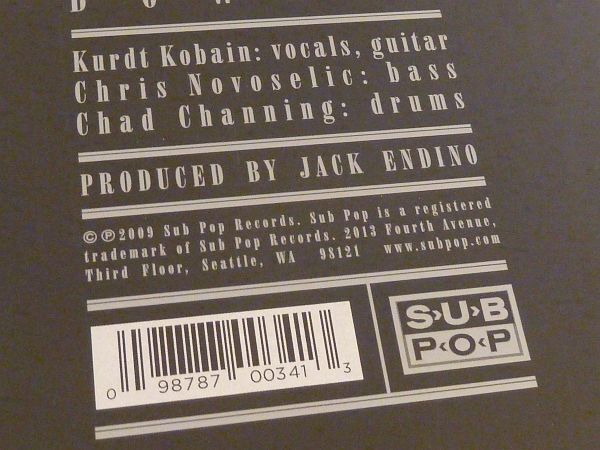 D O W
Kurdt Kobain: vocals, guitar
Chris Novoselic: bass
Chad Channing: drums
PRODUCED BY JACK ENDINO
© ℗ 2009 Sub Pop Records. Sub Pop is a registered
trademark of Sub Pop Records. 2013 Fourth Avenue,
Third Floor, Seattle, WA 98121 www.subpop.com
0 98787 00341 3
S›U›B
P‹O‹P